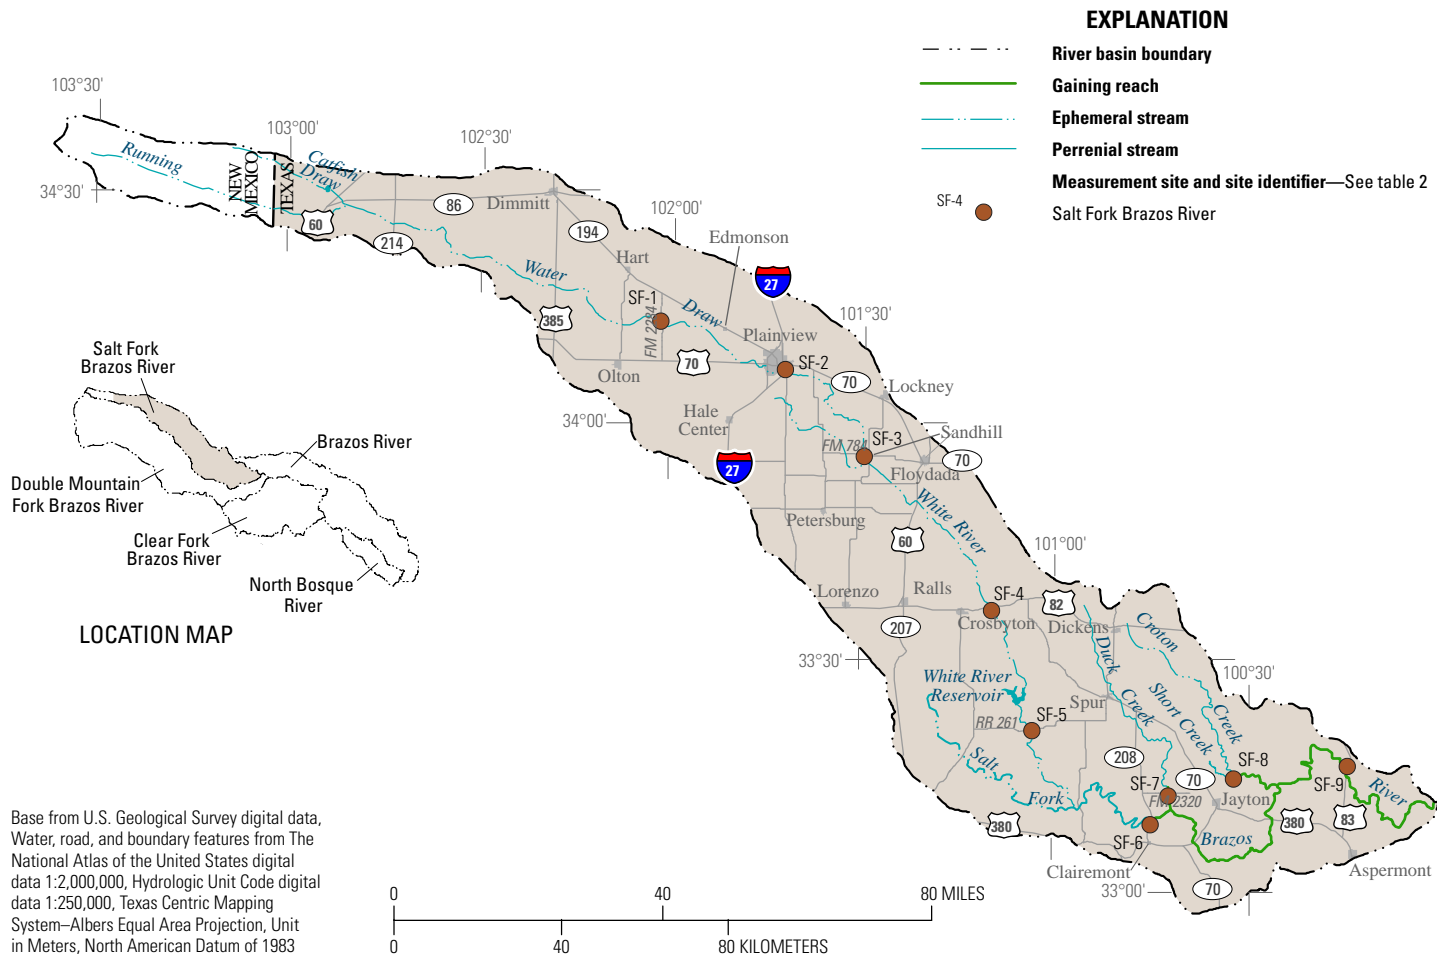 EXPLANATION
River basin boundary
Gaining reach
Ephemeral stream
Perrenial stream
Measurement site and site identifier—See table 2
SF-4
Salt Fork Brazos River
103°30'
103°00'
102°30'
102°00'
101°30'
101°00'
100°30'
34°30'
34°00'
33°30'
33°00'
Running
Water
Draw
Catfish
Draw
NEW
MEXICO
TEXAS
60
214
86
Dimmitt
194
Hart
Edmonson
27
385
SF-1
FM 2284
70
Olton
Plainview
SF-2
70
Lockney
Hale
Center
27
FM 784
SF-3
Sandhill
70
Floydada
Petersburg
White River
60
Lorenzo
Ralls
SF-4
Crosbyton
207
82
Dickens
Croton
Creek
Duck
Creek
Short Creek
White River
Reservoir
RR 261
SF-5
Spur
208
Salt
Fork
Brazos
River
SF-7
70
FM 2320
SF-8
Jayton
SF-9
380
83
380
SF-6
Clairemont
70
Aspermont
Salt Fork
Brazos River
Brazos River
Double Mountain
Fork Brazos River
Clear Fork
Brazos River
North Bosque
River
LOCATION MAP
Base from U.S. Geological Survey digital data,
Water, road, and boundary features from The
National Atlas of the United States digital
data 1:2,000,000, Hydrologic Unit Code digital
data 1:250,000, Texas Centric Mapping
System–Albers Equal Area Projection, Unit
in Meters, North American Datum of 1983
0 40 80 MILES
0 40 80 KILOMETERS